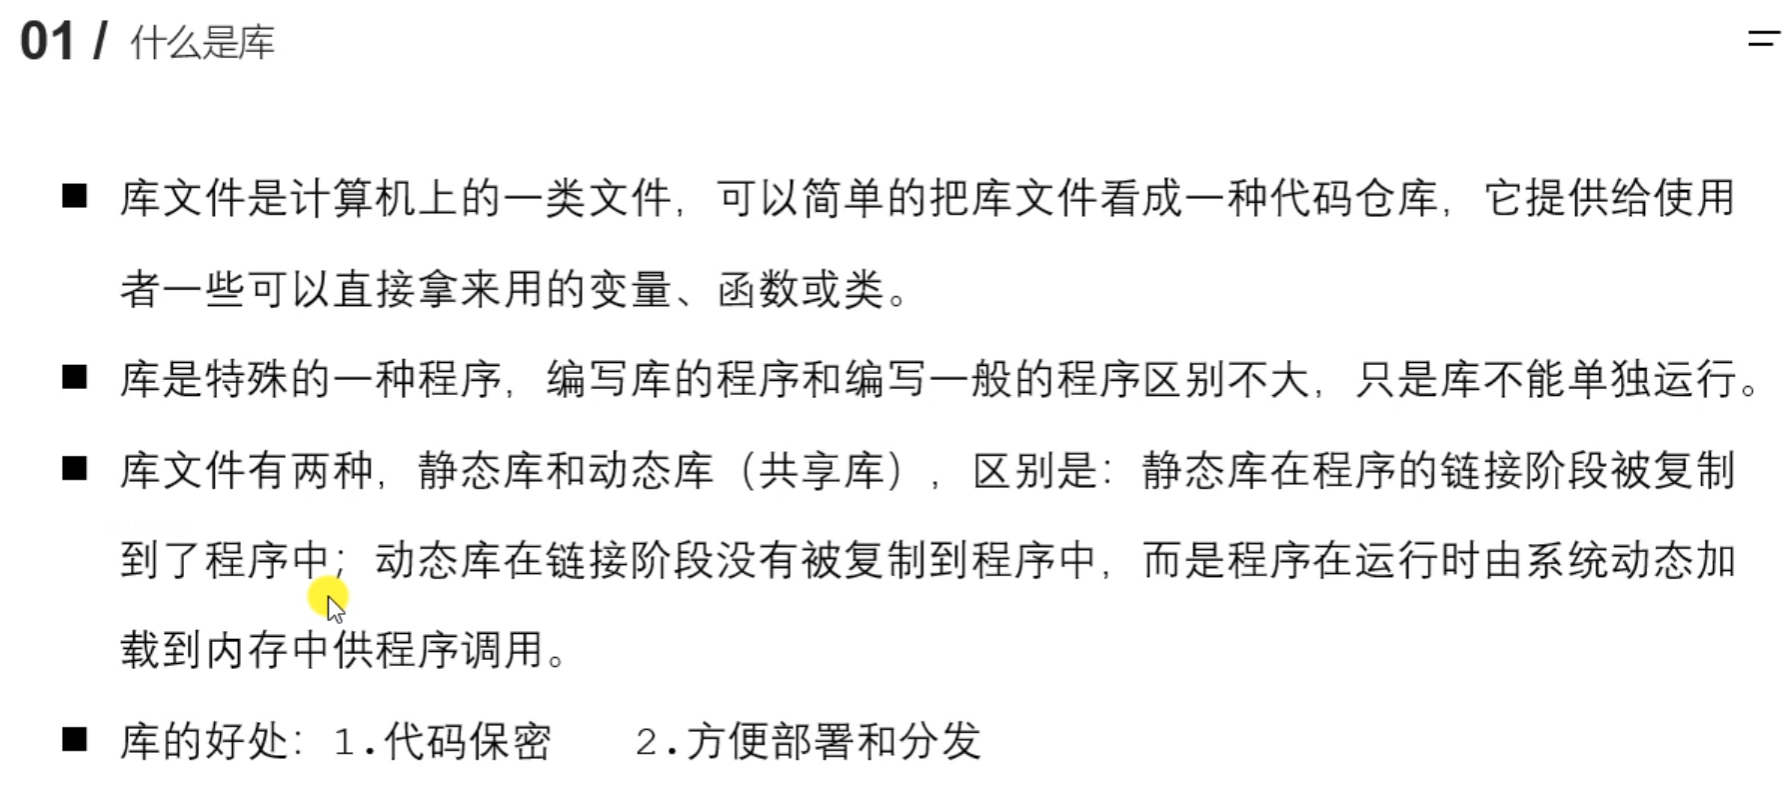 01 / 什么是库
■ 库文件是计算机上的一类文件，可以简单的把库文件看成一种代码仓库，它提供给使用
者一些可以直接拿来用的变量、函数或类。
■ 库是特殊的一种程序，编写库的程序和编写一般的程序区别不大，只是库不能单独运行。
■ 库文件有两种，静态库和动态库（共享库），区别是：静态库在程序的链接阶段被复制
到了程序中；动态库在链接阶段没有被复制到程序中，而是程序在运行时由系统动态加
载到内存中供程序调用。
■ 库的好处：1.代码保密 2.方便部署和分发